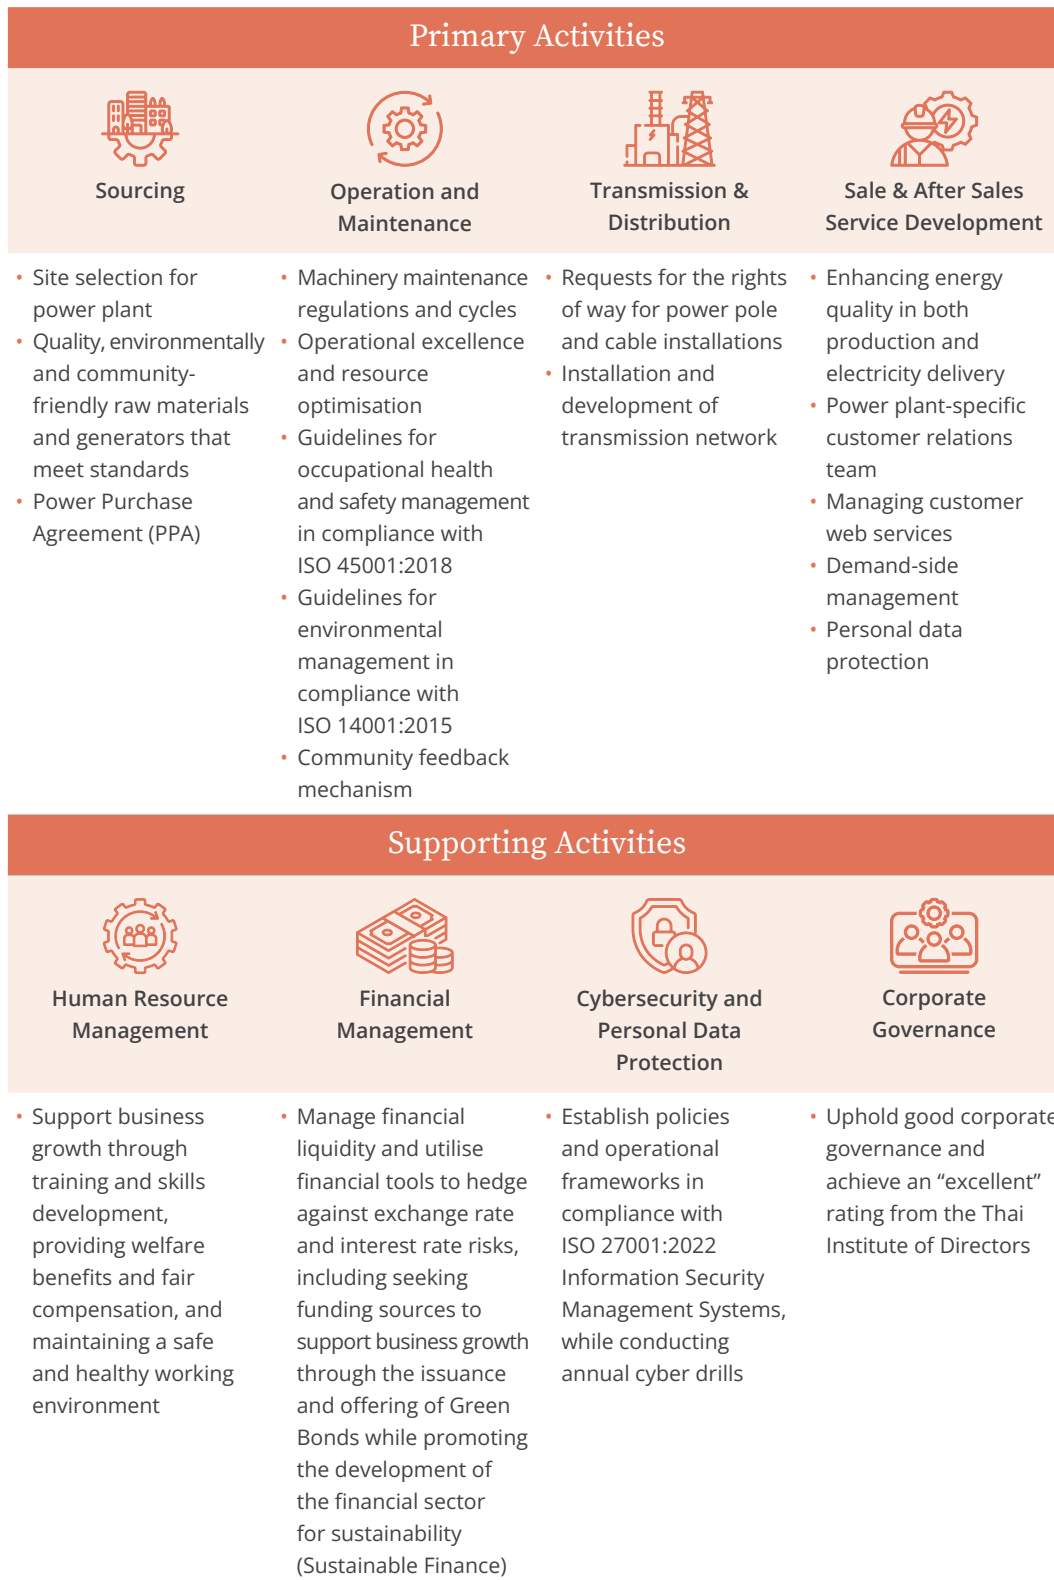 Primary Activities
Sourcing
• Site selection for
power plant
• Quality, environmentally
and community-
friendly raw materials
and generators that
meet standards
• Power Purchase
Agreement (PPA)
Operation and
Maintenance
• Machinery maintenance
regulations and cycles
• Operational excellence
and resource
optimisation
• Guidelines for
occupational health
and safety management
in compliance with
ISO 45001:2018
• Guidelines for
environmental
management in
compliance with
ISO 14001:2015
• Community feedback
mechanism
Transmission &
Distribution
• Requests for the rights
of way for power pole
and cable installations
• Installation and
development of
transmission network
Sale & After Sales
Service Development
• Enhancing energy
quality in both
production and
electricity delivery
• Power plant-specific
customer relations
team
• Managing customer
web services
• Demand-side
management
• Personal data
protection
Supporting Activities
Human Resource
Management
• Support business
growth through
training and skills
development,
providing welfare
benefits and fair
compensation, and
maintaining a safe
and healthy working
environment
Financial
Management
• Manage financial
liquidity and utilise
financial tools to hedge
against exchange rate
and interest rate risks,
including seeking
funding sources to
support business growth
through the issuance
and offering of Green
Bonds while promoting
the development of
the financial sector
for sustainability
(Sustainable Finance)
Cybersecurity and
Personal Data
Protection
• Establish policies
and operational
frameworks in
compliance with
ISO 27001:2022
Information Security
Management Systems,
while conducting
annual cyber drills
Corporate
Governance
• Uphold good corporate
governance and
achieve an “excellent”
rating from the Thai
Institute of Directors